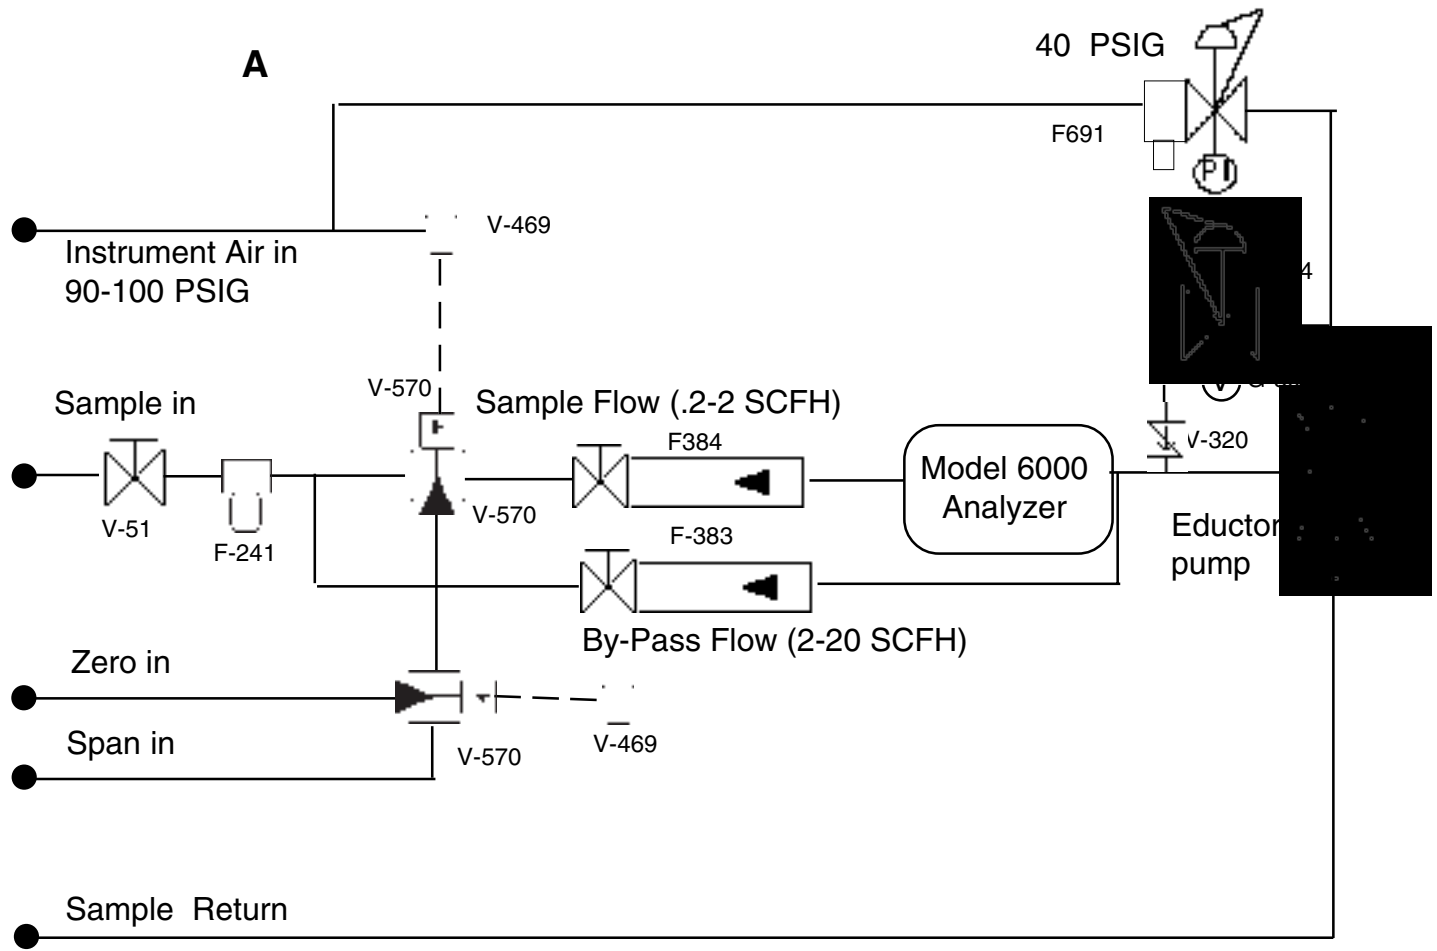 A
40 PSIG
F691
PI
V-469
Instrument Air in
90-100 PSIG
4
V-570
Sample in
Sample Flow (.2-2 SCFH)
F384
V-320
Model 6000
Analyzer
V-51
F-241
V-570
F-383
Eductor
pump
By-Pass Flow (2-20 SCFH)
Zero in
Span in
V-570
V-469
Sample Return